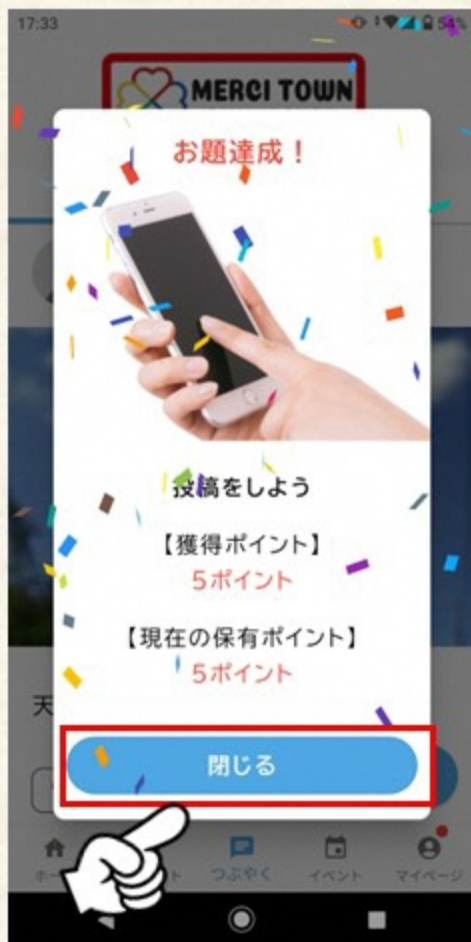 17:33
54%
MERCI TOWN
お題達成！
投稿をしよう
【獲得ポイント】
5ポイント
【現在の保有ポイント】
5ポイント
天
閉じる
つぶやく
イベント
マイページ